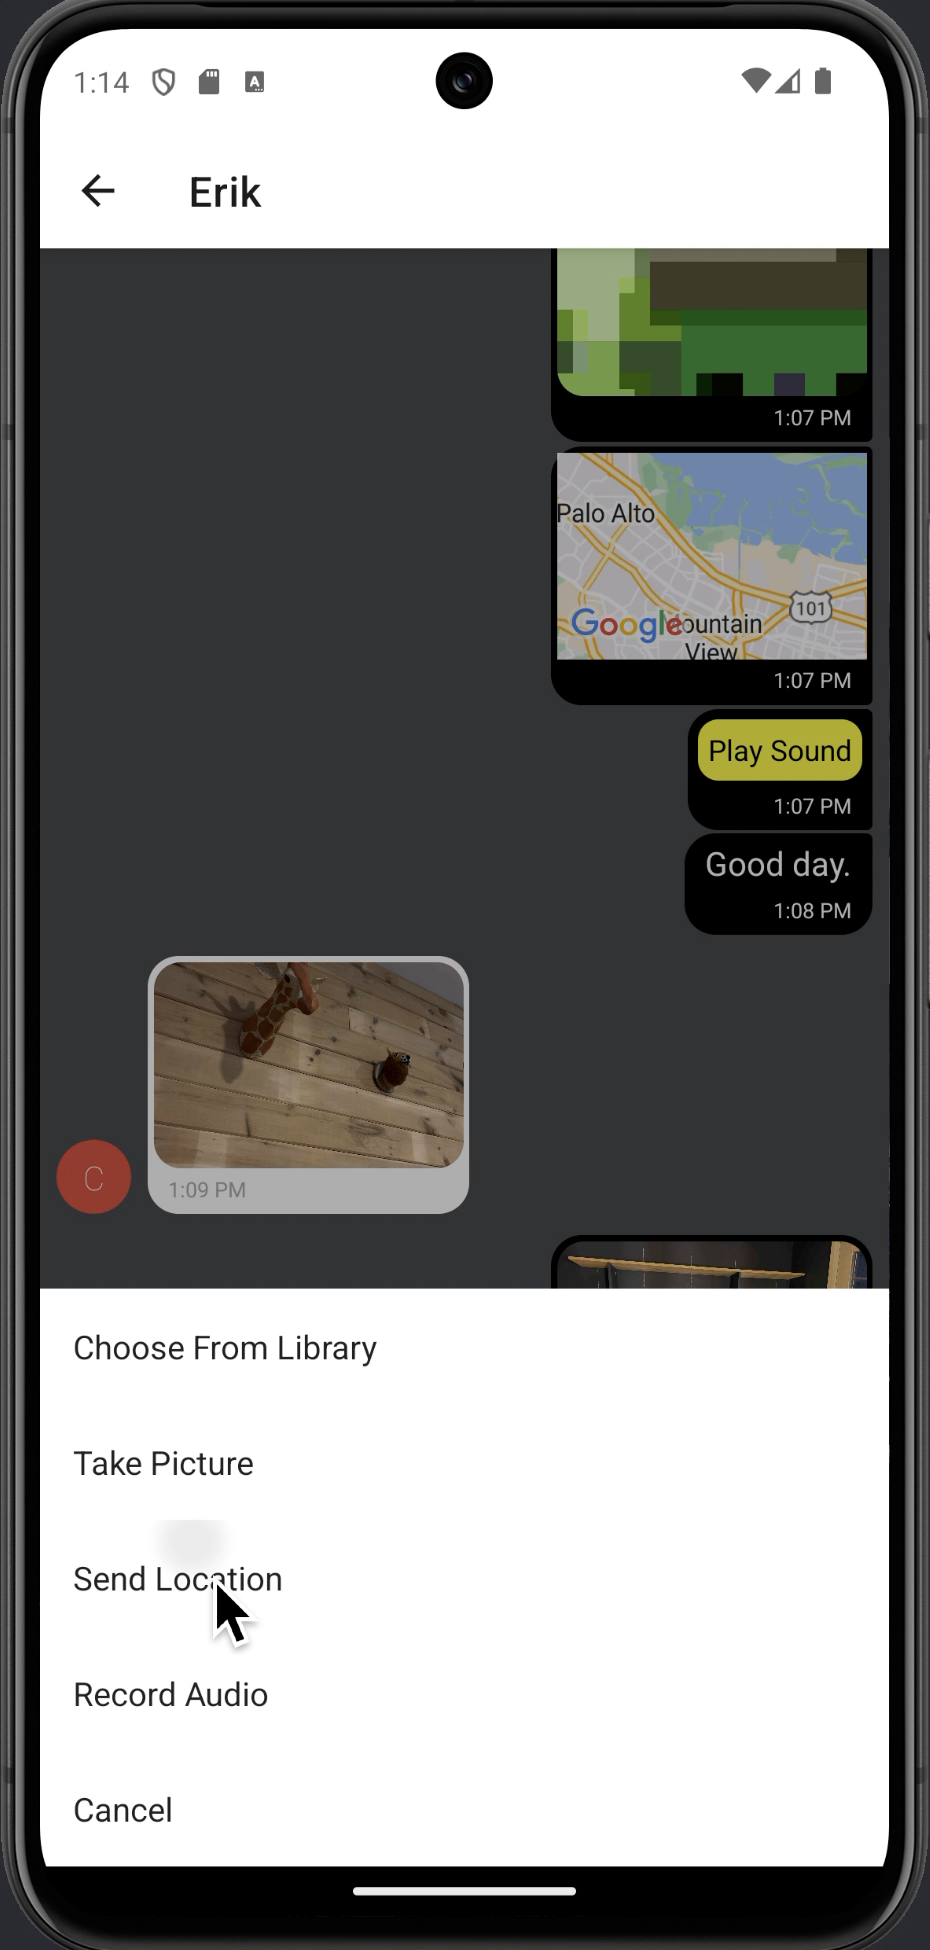 1:14
A
Erik
1:07 PM
Palo Alto
101
Google
ountain
View
1:07 PM
Play Sound
1:07 PM
Good day.
1:08 PM
C
1:09 PM
Choose From Library
Take Picture
Send Location
Record Audio
Cancel